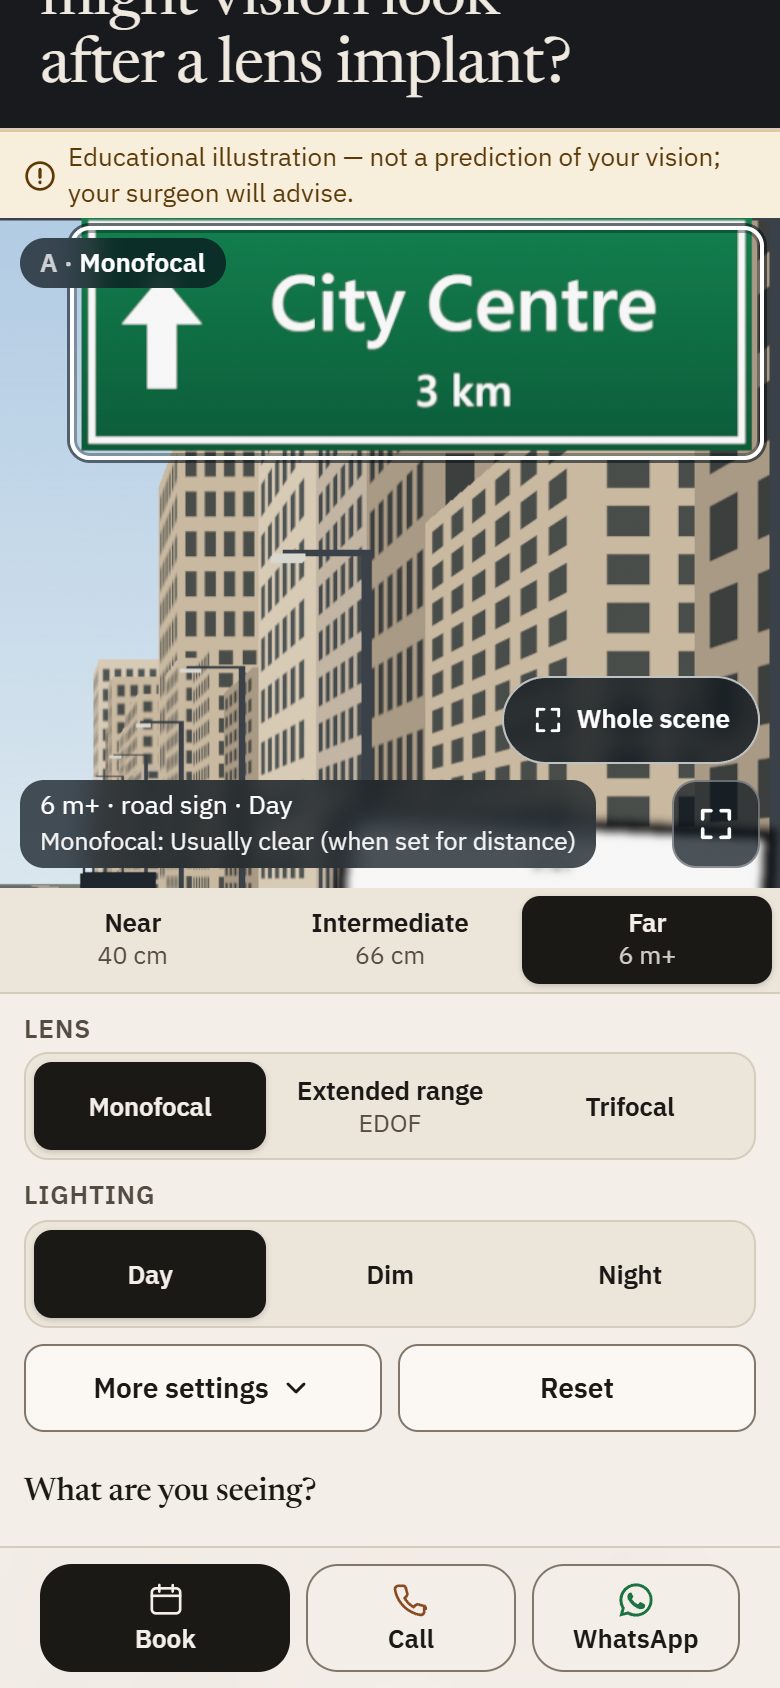 might vision look
after a lens implant?
Educational illustration — not a prediction of your vision;
your surgeon will advise.
A · Monofocal
City Centre
3 km
Whole scene
6 m+ · road sign · Day
Monofocal: Usually clear (when set for distance)
Near
40 cm
Intermediate
66 cm
Far
6 m+
LENS
Monofocal
Extended range
EDOF
Trifocal
LIGHTING
Day
Dim
Night
More settings
Reset
What are you seeing?
Book
Call
WhatsApp